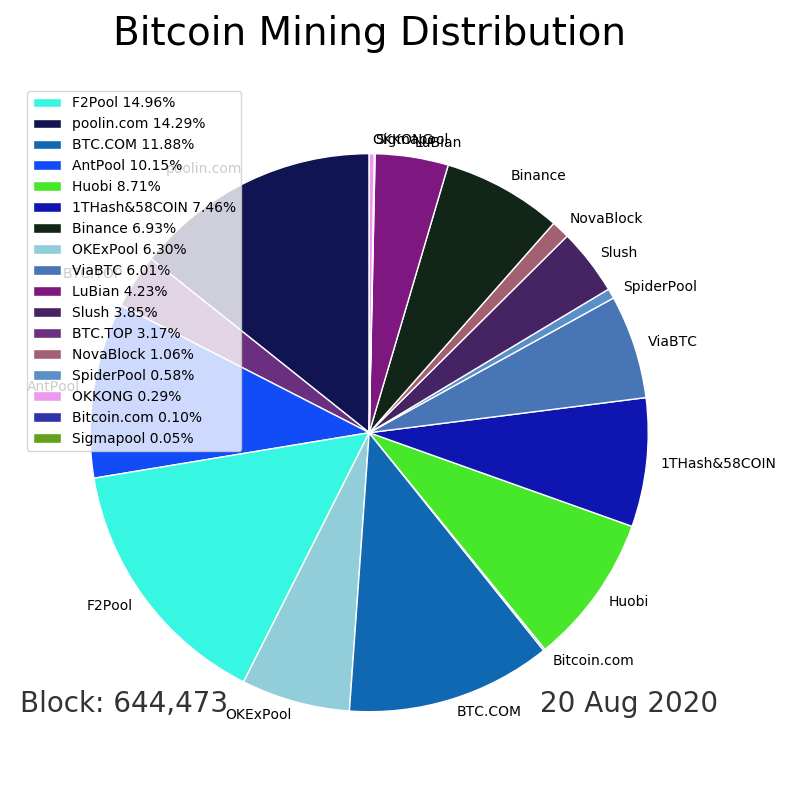 Bitcoin Mining Distribution
F2Pool 14.96%
poolin.com 14.29%
BTC.COM 11.88%
AntPool 10.15%
Huobi 8.71%
1THash&58COIN 7.46%
Binance 6.93%
OKExPool 6.30%
ViaBTC 6.01%
LuBian 4.23%
Slush 3.85%
BTC.TOP 3.17%
NovaBlock 1.06%
SpiderPool 0.58%
OKKONG 0.29%
Bitcoin.com 0.10%
Sigmapool 0.05%
OKKONG
Sigmapool
LuBian
Binance
NovaBlock
Slush
SpiderPool
ViaBTC
1THash&58COIN
Huobi
Bitcoin.com
BTC.COM
OKExPool
F2Pool
AntPool
poolin.com
Block: 644,473
20 Aug 2020